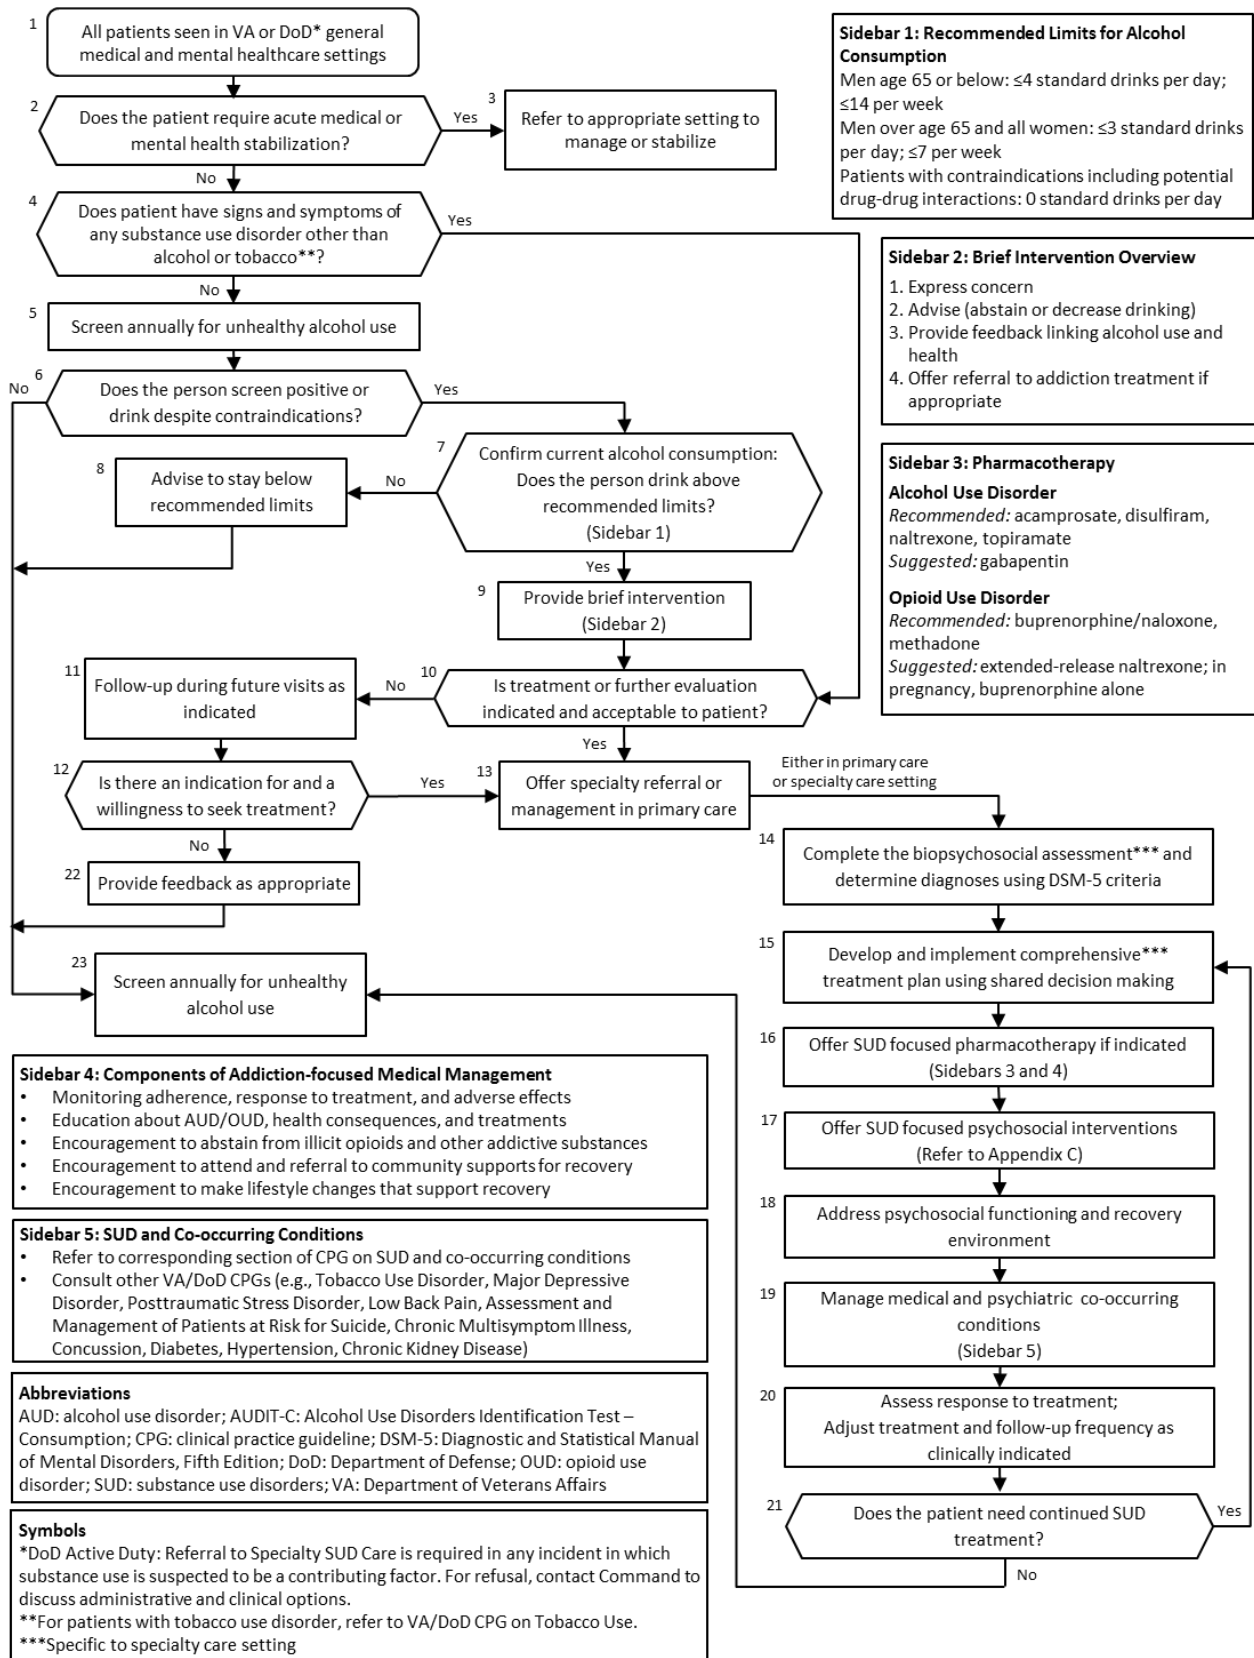 1
All patients seen in VA or DoD* general
medical and mental healthcare settings
2
Does the patient require acute medical or
mental health stabilization?
Yes
3
Refer to appropriate setting to
manage or stabilize
No
4
Does patient have signs and symptoms of
any substance use disorder other than
alcohol or tobacco**?
Yes
No
5
Screen annually for unhealthy alcohol use
6
No
Does the person screen positive or
drink despite contraindications?
Yes
7
Confirm current alcohol consumption:
Does the person drink above
recommended limits?
(Sidebar 1)
No
8
Advise to stay below
recommended limits
Yes
9
Provide brief intervention
(Sidebar 2)
10
Is treatment or further evaluation
indicated and acceptable to patient?
No
11
Follow-up during future visits as
indicated
Yes
12
Is there an indication for and a
willingness to seek treatment?
Yes
13
Offer specialty referral or
management in primary care
Either in primary care
or specialty care setting
No
22
Provide feedback as appropriate
23
Screen annually for unhealthy
alcohol use
14
Complete the biopsychosocial assessment*** and
determine diagnoses using DSM-5 criteria
15
Develop and implement comprehensive***
treatment plan using shared decision making
16
Offer SUD focused pharmacotherapy if indicated
(Sidebars 3 and 4)
17
Offer SUD focused psychosocial interventions
(Refer to Appendix C)
18
Address psychosocial functioning and recovery
environment
19
Manage medical and psychiatric co-occurring
conditions
(Sidebar 5)
20
Assess response to treatment;
Adjust treatment and follow-up frequency as
clinically indicated
21
Does the patient need continued SUD
treatment?
Yes
No
Sidebar 1: Recommended Limits for Alcohol
Consumption
Men age 65 or below: ≤4 standard drinks per day;
≤14 per week
Men over age 65 and all women: ≤3 standard drinks
per day; ≤7 per week
Patients with contraindications including potential
drug-drug interactions: 0 standard drinks per day
Sidebar 2: Brief Intervention Overview
1. Express concern
2. Advise (abstain or decrease drinking)
3. Provide feedback linking alcohol use and
health
4. Offer referral to addiction treatment if
appropriate
Sidebar 3: Pharmacotherapy
Alcohol Use Disorder
Recommended: acamprosate, disulfiram,
naltrexone, topiramate
Suggested: gabapentin
Opioid Use Disorder
Recommended: buprenorphine/naloxone,
methadone
Suggested: extended-release naltrexone; in
pregnancy, buprenorphine alone
Sidebar 4: Components of Addiction-focused Medical Management
• Monitoring adherence, response to treatment, and adverse effects
• Education about AUD/OUD, health consequences, and treatments
• Encouragement to abstain from illicit opioids and other addictive substances
• Encouragement to attend and referral to community supports for recovery
• Encouragement to make lifestyle changes that support recovery
Sidebar 5: SUD and Co-occurring Conditions
• Refer to corresponding section of CPG on SUD and co-occurring conditions
• Consult other VA/DoD CPGs (e.g., Tobacco Use Disorder, Major Depressive
Disorder, Posttraumatic Stress Disorder, Low Back Pain, Assessment and
Management of Patients at Risk for Suicide, Chronic Multisymptom Illness,
Concussion, Diabetes, Hypertension, Chronic Kidney Disease)
Abbreviations
AUD: alcohol use disorder; AUDIT-C: Alcohol Use Disorders Identification Test –
Consumption; CPG: clinical practice guideline; DSM-5: Diagnostic and Statistical Manual
of Mental Disorders, Fifth Edition; DoD: Department of Defense; OUD: opioid use
disorder; SUD: substance use disorders; VA: Department of Veterans Affairs
Symbols
*DoD Active Duty: Referral to Specialty SUD Care is required in any incident in which
substance use is suspected to be a contributing factor. For refusal, contact Command to
discuss administrative and clinical options.
**For patients with tobacco use disorder, refer to VA/DoD CPG on Tobacco Use.
***Specific to specialty care setting